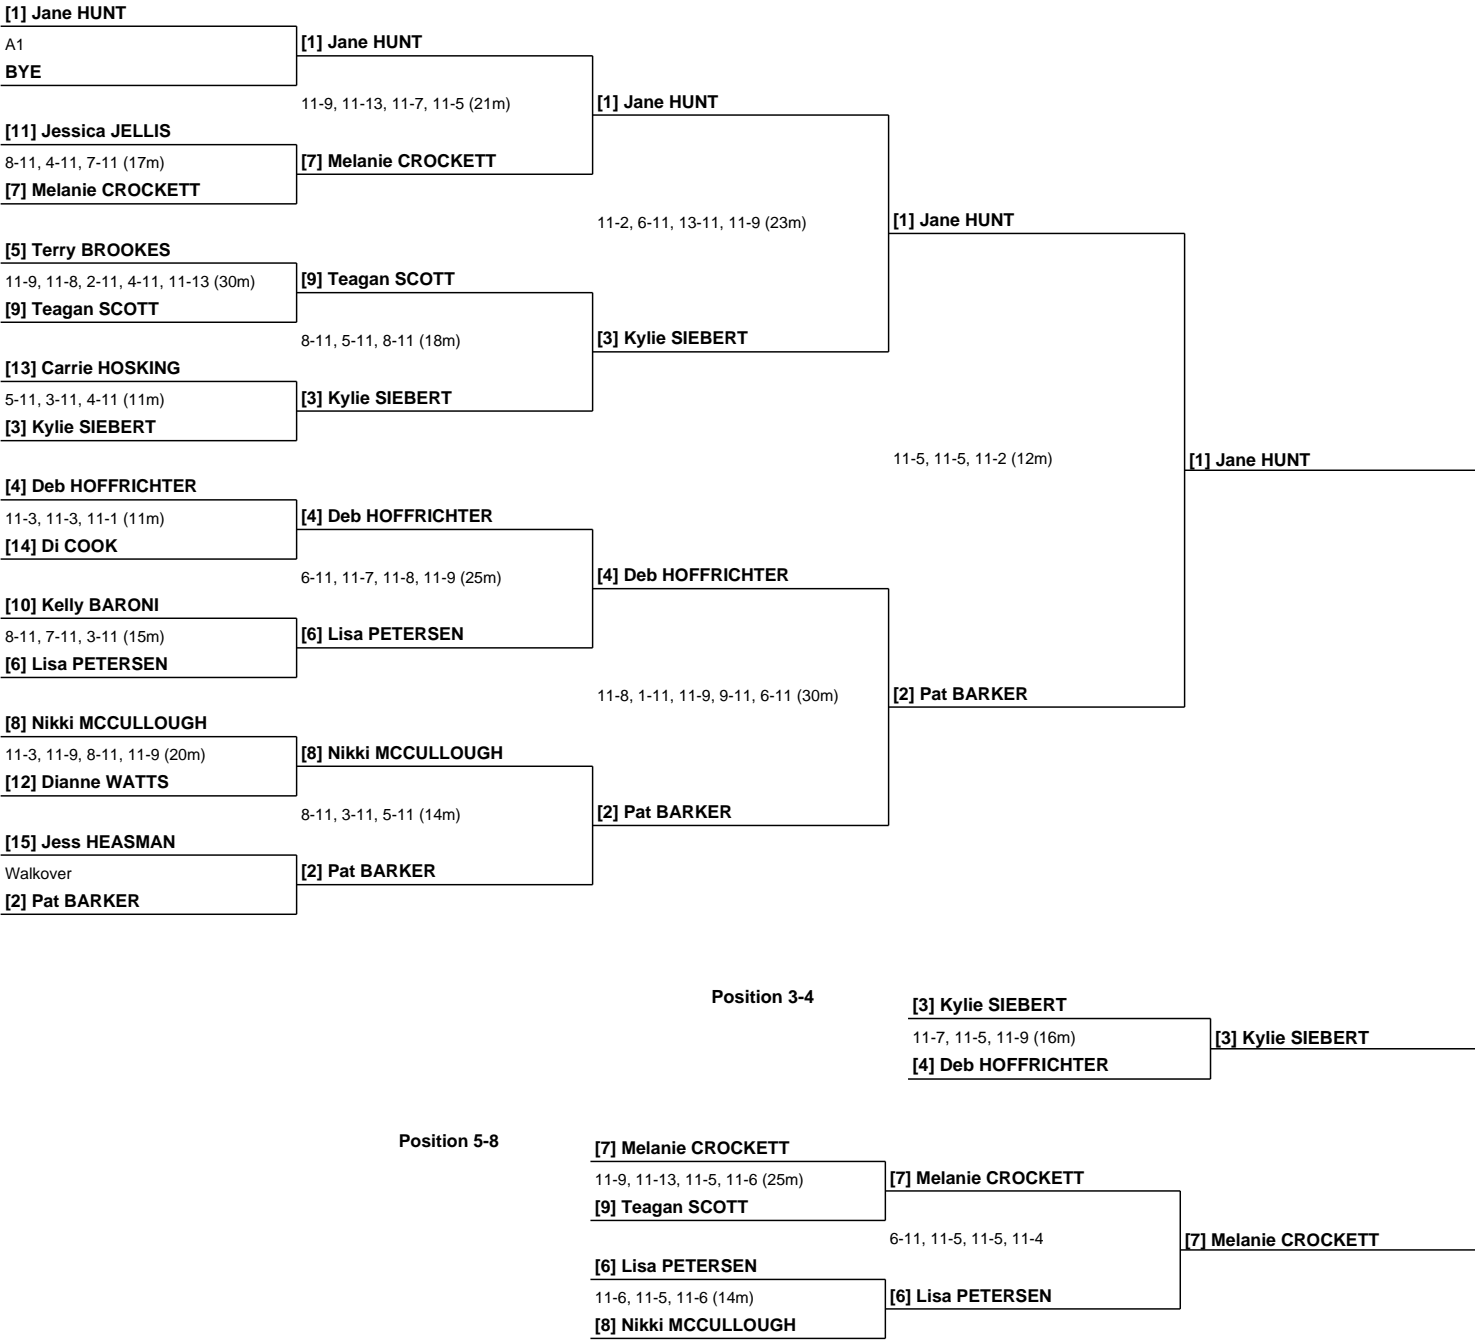 [1] Jane HUNT
A1
BYE
[1] Jane HUNT
11-9, 11-13, 11-7, 11-5 (21m)
[1] Jane HUNT
[11] Jessica JELLIS
8-11, 4-11, 7-11 (17m)
[7] Melanie CROCKETT
[7] Melanie CROCKETT
11-2, 6-11, 13-11, 11-9 (23m)
[1] Jane HUNT
[5] Terry BROOKES
11-9, 11-8, 2-11, 4-11, 11-13 (30m)
[9] Teagan SCOTT
[9] Teagan SCOTT
8-11, 5-11, 8-11 (18m)
[3] Kylie SIEBERT
[13] Carrie HOSKING
5-11, 3-11, 4-11 (11m)
[3] Kylie SIEBERT
[3] Kylie SIEBERT
11-5, 11-5, 11-2 (12m)
[1] Jane HUNT
[4] Deb HOFFRICHTER
11-3, 11-3, 11-1 (11m)
[14] Di COOK
[4] Deb HOFFRICHTER
6-11, 11-7, 11-8, 11-9 (25m)
[4] Deb HOFFRICHTER
[10] Kelly BARONI
8-11, 7-11, 3-11 (15m)
[6] Lisa PETERSEN
[6] Lisa PETERSEN
11-8, 1-11, 11-9, 9-11, 6-11 (30m)
[2] Pat BARKER
[8] Nikki MCCULLOUGH
11-3, 11-9, 8-11, 11-9 (20m)
[12] Dianne WATTS
[8] Nikki MCCULLOUGH
8-11, 3-11, 5-11 (14m)
[2] Pat BARKER
[15] Jess HEASMAN
Walkover
[2] Pat BARKER
[2] Pat BARKER
Position 3-4
[3] Kylie SIEBERT
11-7, 11-5, 11-9 (16m)
[4] Deb HOFFRICHTER
[3] Kylie SIEBERT
Position 5-8
[7] Melanie CROCKETT
11-9, 11-13, 11-5, 11-6 (25m)
[9] Teagan SCOTT
[7] Melanie CROCKETT
6-11, 11-5, 11-5, 11-4
[7] Melanie CROCKETT
[6] Lisa PETERSEN
11-6, 11-5, 11-6 (14m)
[8] Nikki MCCULLOUGH
[6] Lisa PETERSEN